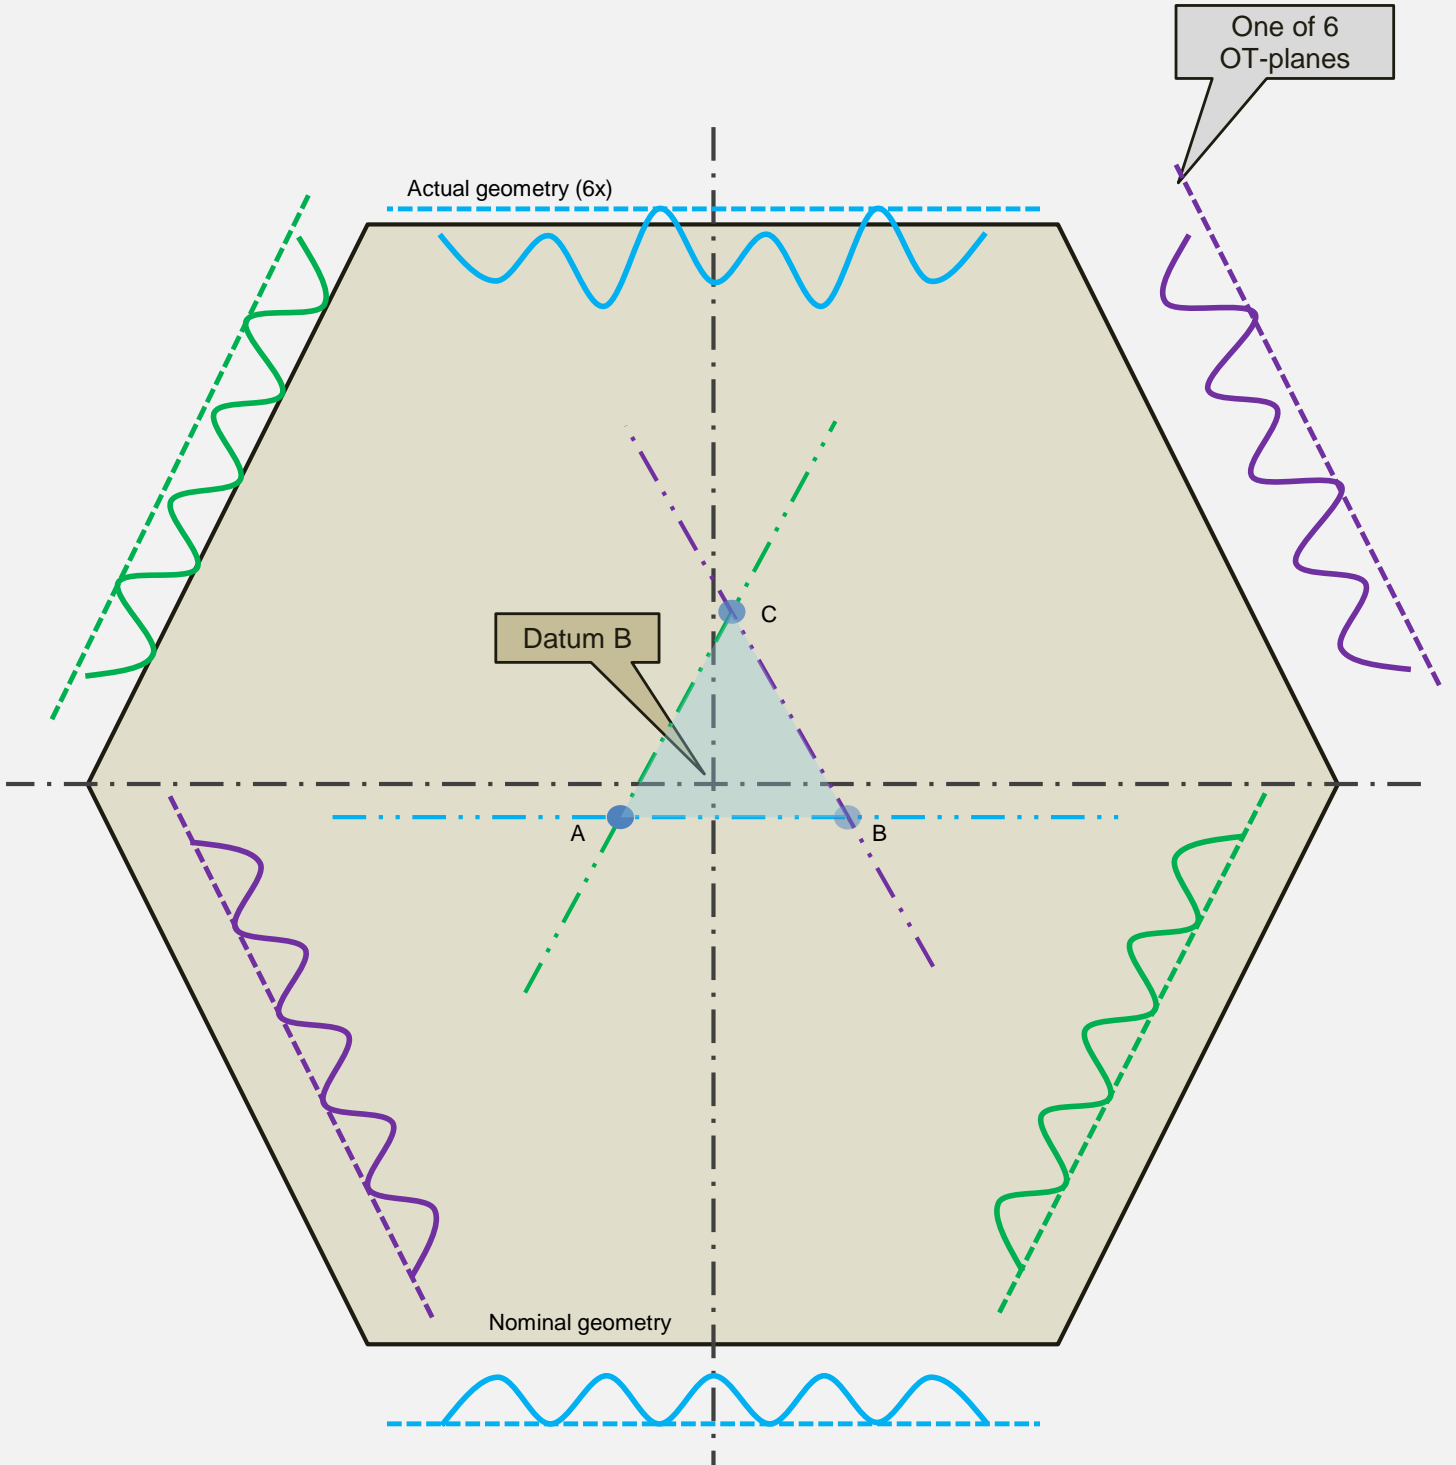 One of 6
OT-planes
Actual geometry (6x)
C
Datum B
A
B
Nominal geometry